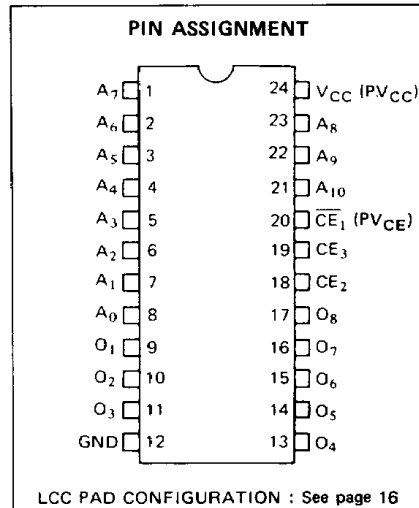 PIN ASSIGNMENT
A7 1 24 VCC (PVCC)
A6 2 23 A8
A5 3 22 A9
A4 4 21 A10
A3 5 20 C̅E̅1 (PVCE)
A2 6 19 CE3
A1 7 18 CE2
A0 8 17 O8
O1 9 16 O7
O2 10 15 O6
O3 11 14 O5
GND 12 13 O4
LCC PAD CONFIGURATION : See page 16